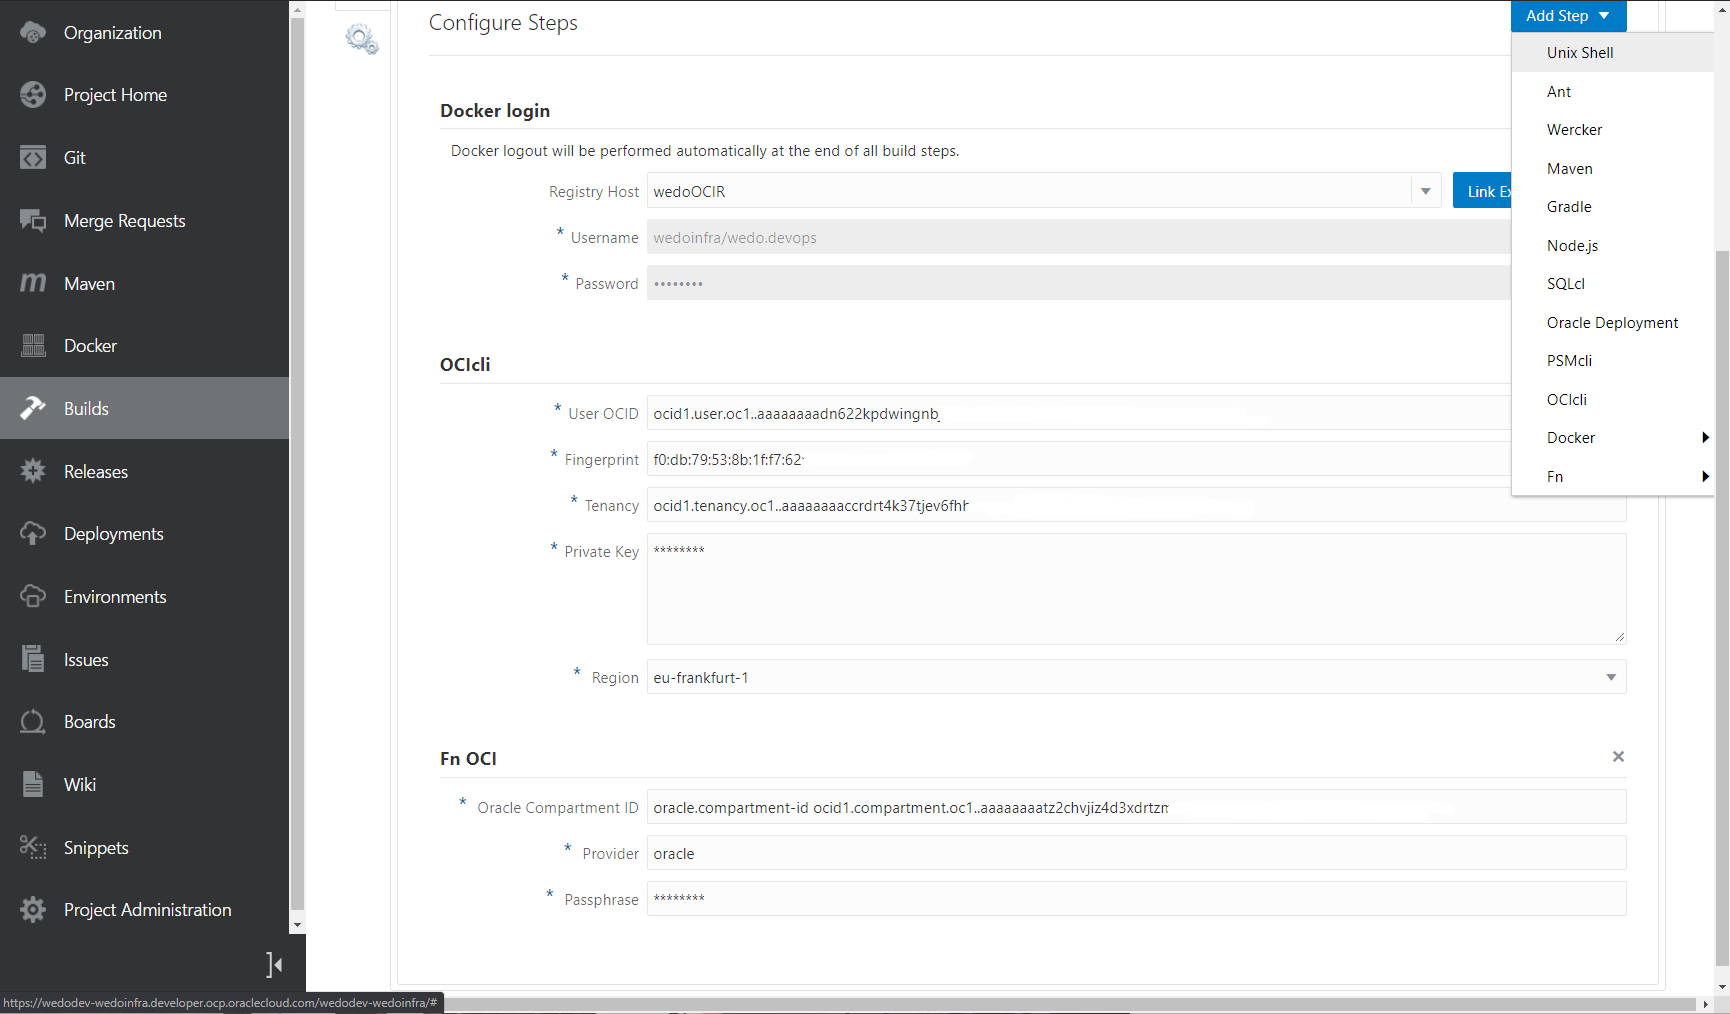 Organization
Project Home
Git
Merge Requests
Maven
Docker
Builds
Releases
Deployments
Environments
Issues
Boards
Wiki
Snippets
Project Administration
https://wedodev-wedoinfra.developer.ocp.oraclecloud.com/wedodev-wedoinfra/#
Configure Steps
Add Step
Unix Shell
Ant
Wercker
Maven
Gradle
Node.js
SQLcl
Oracle Deployment
PSMcli
OCIcli
Docker
Fn
Docker login
Docker logout will be performed automatically at the end of all build steps.
Registry Host wedoOCIR Link Ex
* Username wedoinfra/wedo.devops
* Password ••••••••
OCIcli
* User OCID ocid1.user.oc1..aaaaaaaadn622kpdwingnb
* Fingerprint f0:db:79:53:8b:1f:f7:62
* Tenancy ocid1.tenancy.oc1..aaaaaaaaccrdrt4k37tjev6fhh
* Private Key ********
* Region eu-frankfurt-1
Fn OCI
* Oracle Compartment ID oracle.compartment-id ocid1.compartment.oc1..aaaaaaaatz2chvjiz4d3xdrtzm
* Provider oracle
* Passphrase ********